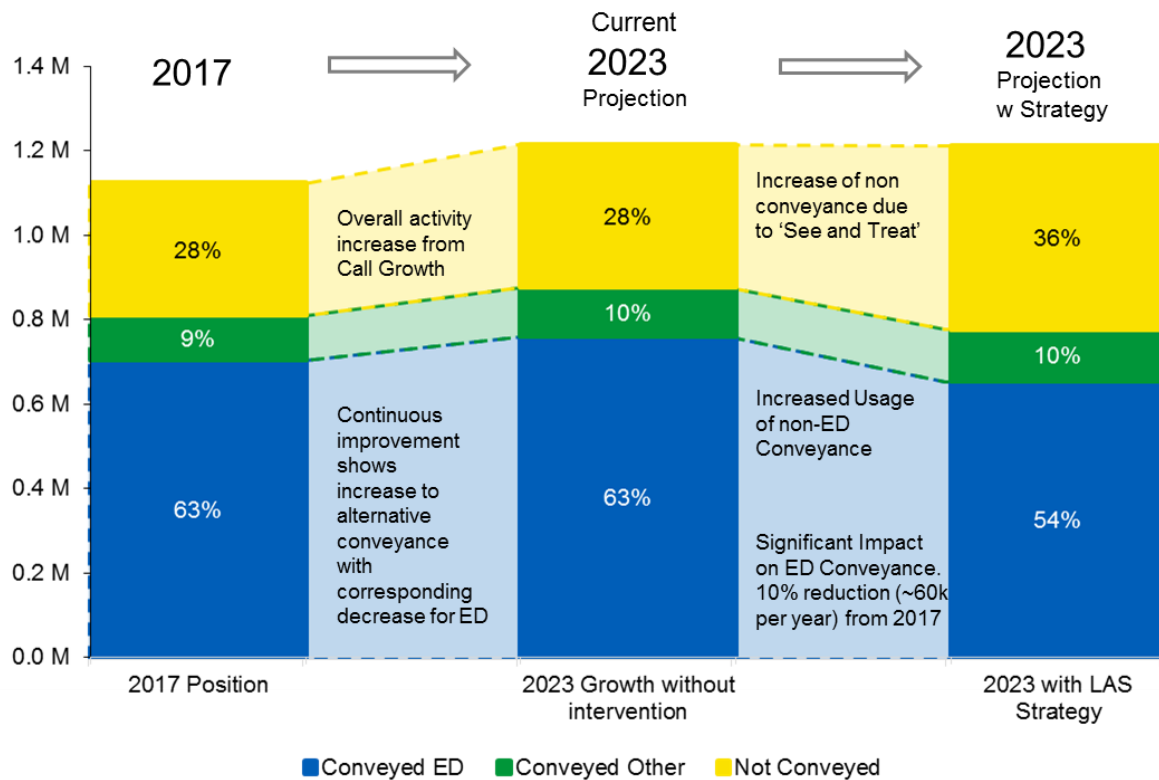 2017
Current
2023
Projection
2023
Projection
w Strategy
1.4 M
1.2 M
1.0 M
0.8 M
0.6 M
0.4 M
0.2 M
0.0 M
28%
9%
63%
Overall activity
increase from
Call Growth
Continuous
improvement
shows
increase to
alternative
conveyance
with
corresponding
decrease for ED
28%
10%
63%
Increase of non
conveyance due
to ‘See and Treat’
Increased Usage
of non-ED
Conveyance
Significant Impact
on ED Conveyance.
10% reduction (~60k
per year) from 2017
36%
10%
54%
2017 Position
2023 Growth without
intervention
2023 with LAS
Strategy
Conveyed ED
Conveyed Other
Not Conveyed